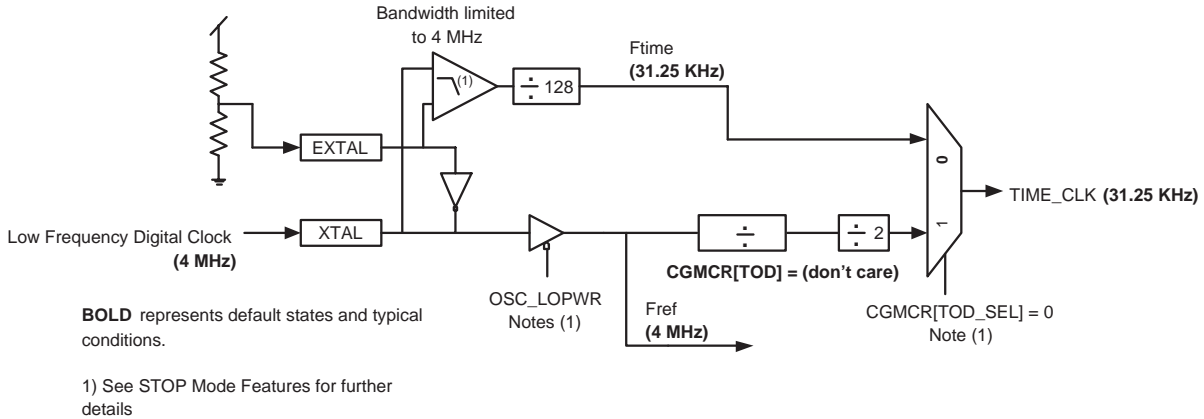 Bandwidth limited
to 4 MHz
Ftime
(31.25 KHz)
(1)
÷ 128
EXTAL
0
TIME_CLK (31.25 KHz)
Low Frequency Digital Clock
(4 MHz)
XTAL
÷
÷ 2
1
CGMCR[TOD] = (don't care)
OSC_LOPWR
Notes (1)
Fref
(4 MHz)
CGMCR[TOD_SEL] = 0
Note (1)
BOLD represents default states and typical
conditions.
1) See STOP Mode Features for further
details